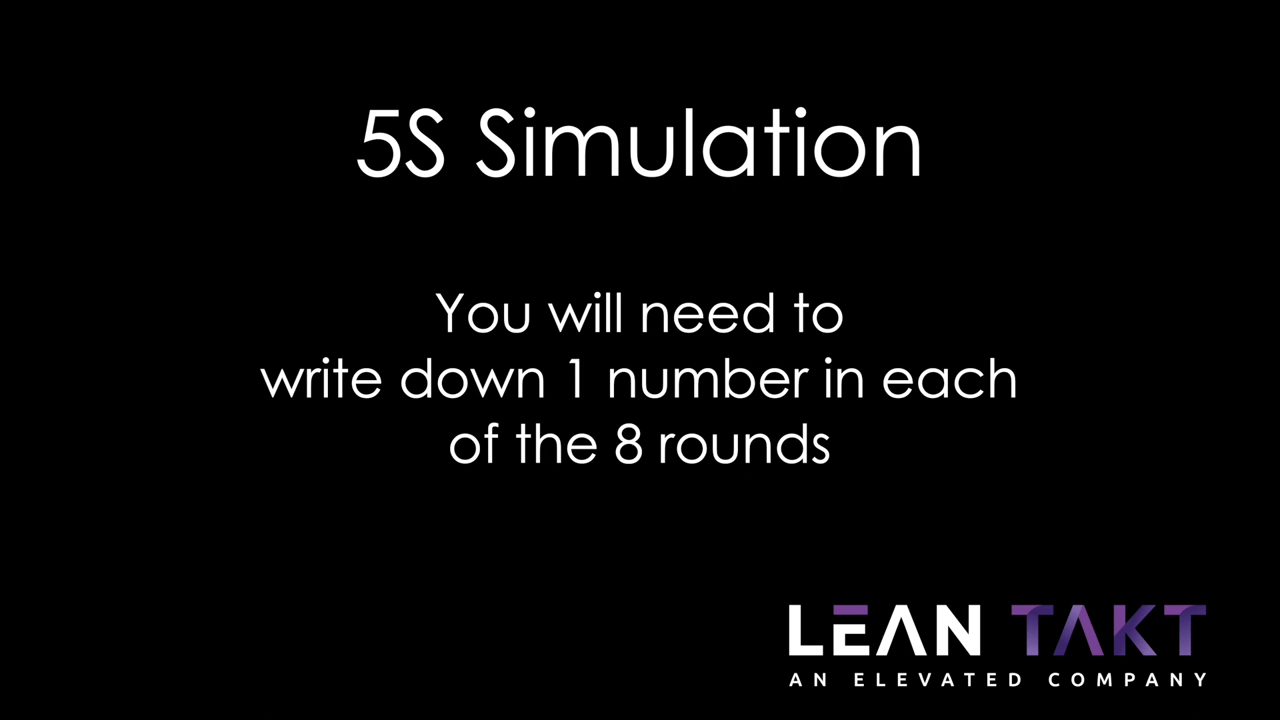 5S Simulation
You will need to
write down 1 number in each
of the 8 rounds
LEAN TAKT
AN ELEVATED COMPANY